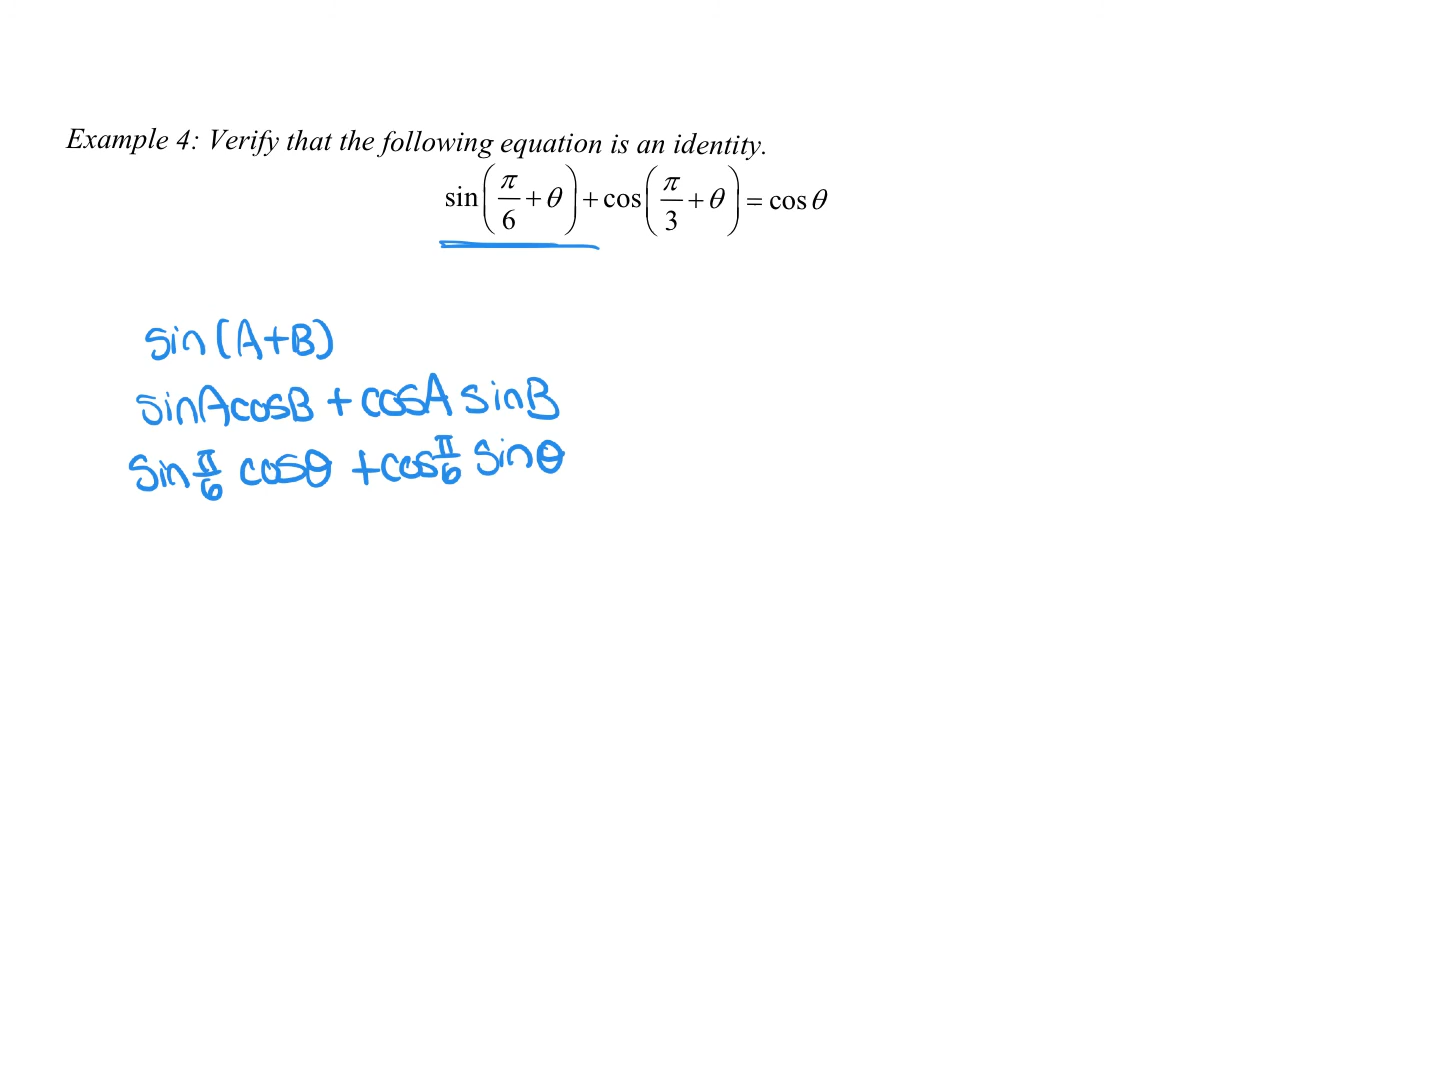 Example 4: Verify that the following equation is an identity.
sin(π/6 + θ) + cos(π/3 + θ) = cos θ
sin(A+B)
sinAcosB + cosA sinB
sin π/6 cosθ + cos π/6 sinθ